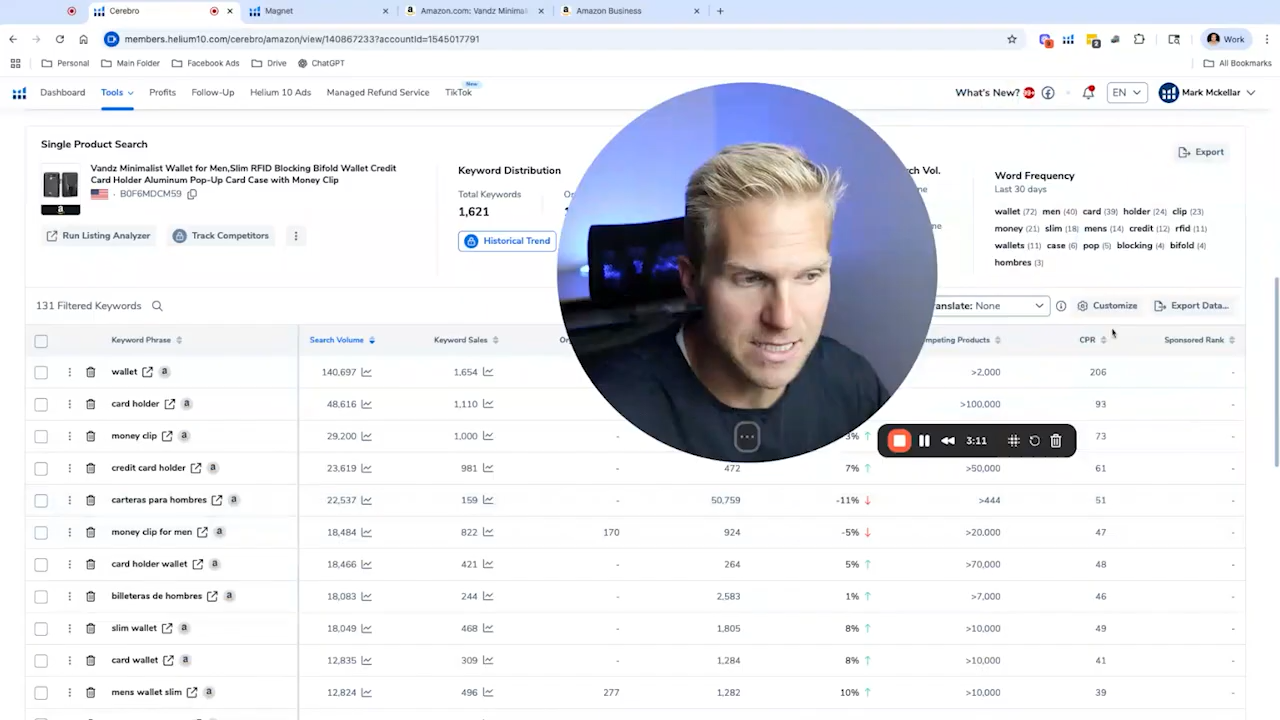 Cerebro
Magnet
Amazon.com: Vandz Minimal
Amazon Business
members.helium10.com/cerebro/amazon/view/140867233?accountId=1545017791
Work
Personal
Main Folder
Facebook Ads
Drive
ChatGPT
All Bookmarks
Dashboard
Tools
Profits
Follow-Up
Helium 10 Ads
Managed Refund Service
TikTok
New
What's New?
EN
Mark Mckellar
Single Product Search
Vandz Minimalist Wallet for Men,Slim RFID Blocking Bifold Wallet Credit
Card Holder Aluminum Pop-Up Card Case with Money Clip
B0F6MDCM59
Run Listing Analyzer
Track Competitors
Keyword Distribution
Total Keywords
1,621
Historical Trend
ch Vol.
Export
Word Frequency
Last 30 days
wallet (72) men (40) card (39) holder (24) clip (23)
money (21) slim (18) mens (14) credit (12) rfid (11)
wallets (11) case (6) pop (5) blocking (4) bifold (4)
hombres (3)
131 Filtered Keywords
ranslate: None
Customize
Export Data...
Keyword Phrase Search Volume Keyword Sales mpeting Products CPR Sponsored Rank
wallet 140,697 1,654 >2,000 206 -
card holder 48,616 1,110 >100,000 93 -
money clip 29,200 1,000 - 3% 73 -
3:11
credit card holder 23,619 981 - 472 7% >50,000 61 -
carteras para hombres 22,537 159 - 50,759 -11% >444 51 -
money clip for men 18,484 822 170 924 -5% >20,000 47 -
card holder wallet 18,466 421 - 264 5% >70,000 48 -
billeteras de hombres 18,083 244 - 2,583 1% >7,000 46 -
slim wallet 18,049 468 - 1,805 8% >10,000 49 -
card wallet 12,835 309 - 1,284 8% >10,000 41 -
mens wallet slim 12,824 496 277 1,282 10% >10,000 39 -